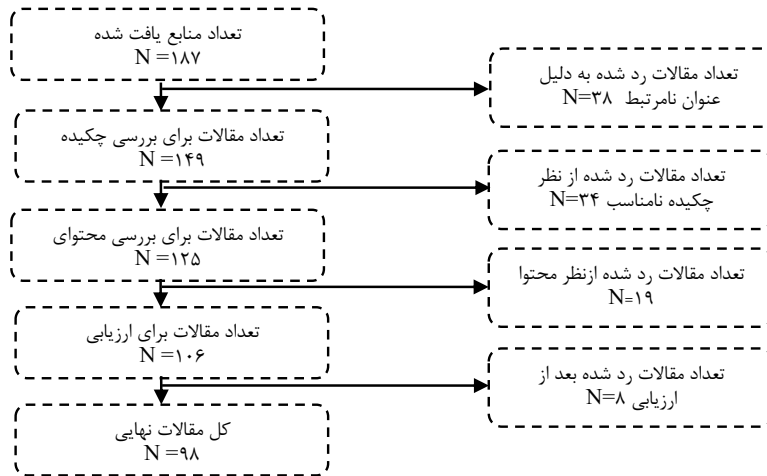 تعداد منابع یافت شده
N =۱۸۷
تعداد مقالات رد شده به دلیل
عنوان نامرتبط N=۳۸
تعداد مقالات برای بررسی چکیده
N =۱۴۹
تعداد مقالات رد شده از نظر
چکیده نامناسب N=۳۴
تعداد مقالات برای بررسی محتوای
N =۱۲۵
تعداد مقالات رد شده ازنظر محتوا
N=۱۹
تعداد مقالات برای ارزیابی
N =۱۰۶
تعداد مقالات رد شده بعد از
ارزیابی N=۸
کل مقالات نهایی
N =۹۸